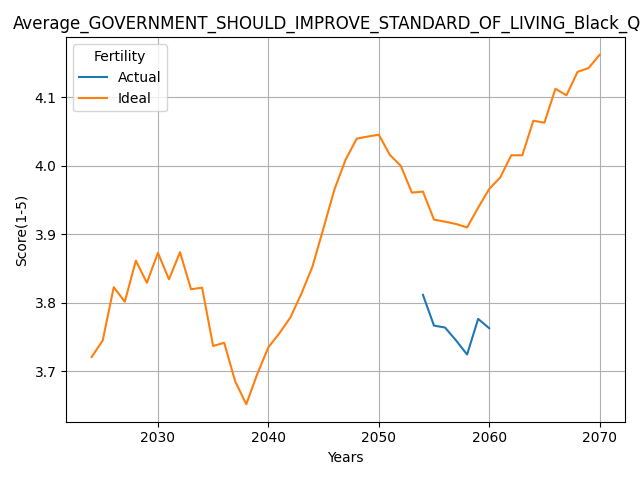 Average_GOVERNMENT_SHOULD_IMPROVE_STANDARD_OF_LIVING_Black_Q
Fertility
Actual
Ideal
Score(1-5)
4.1
4.0
3.9
3.8
3.7
2030 2040 2050 2060 2070
Years